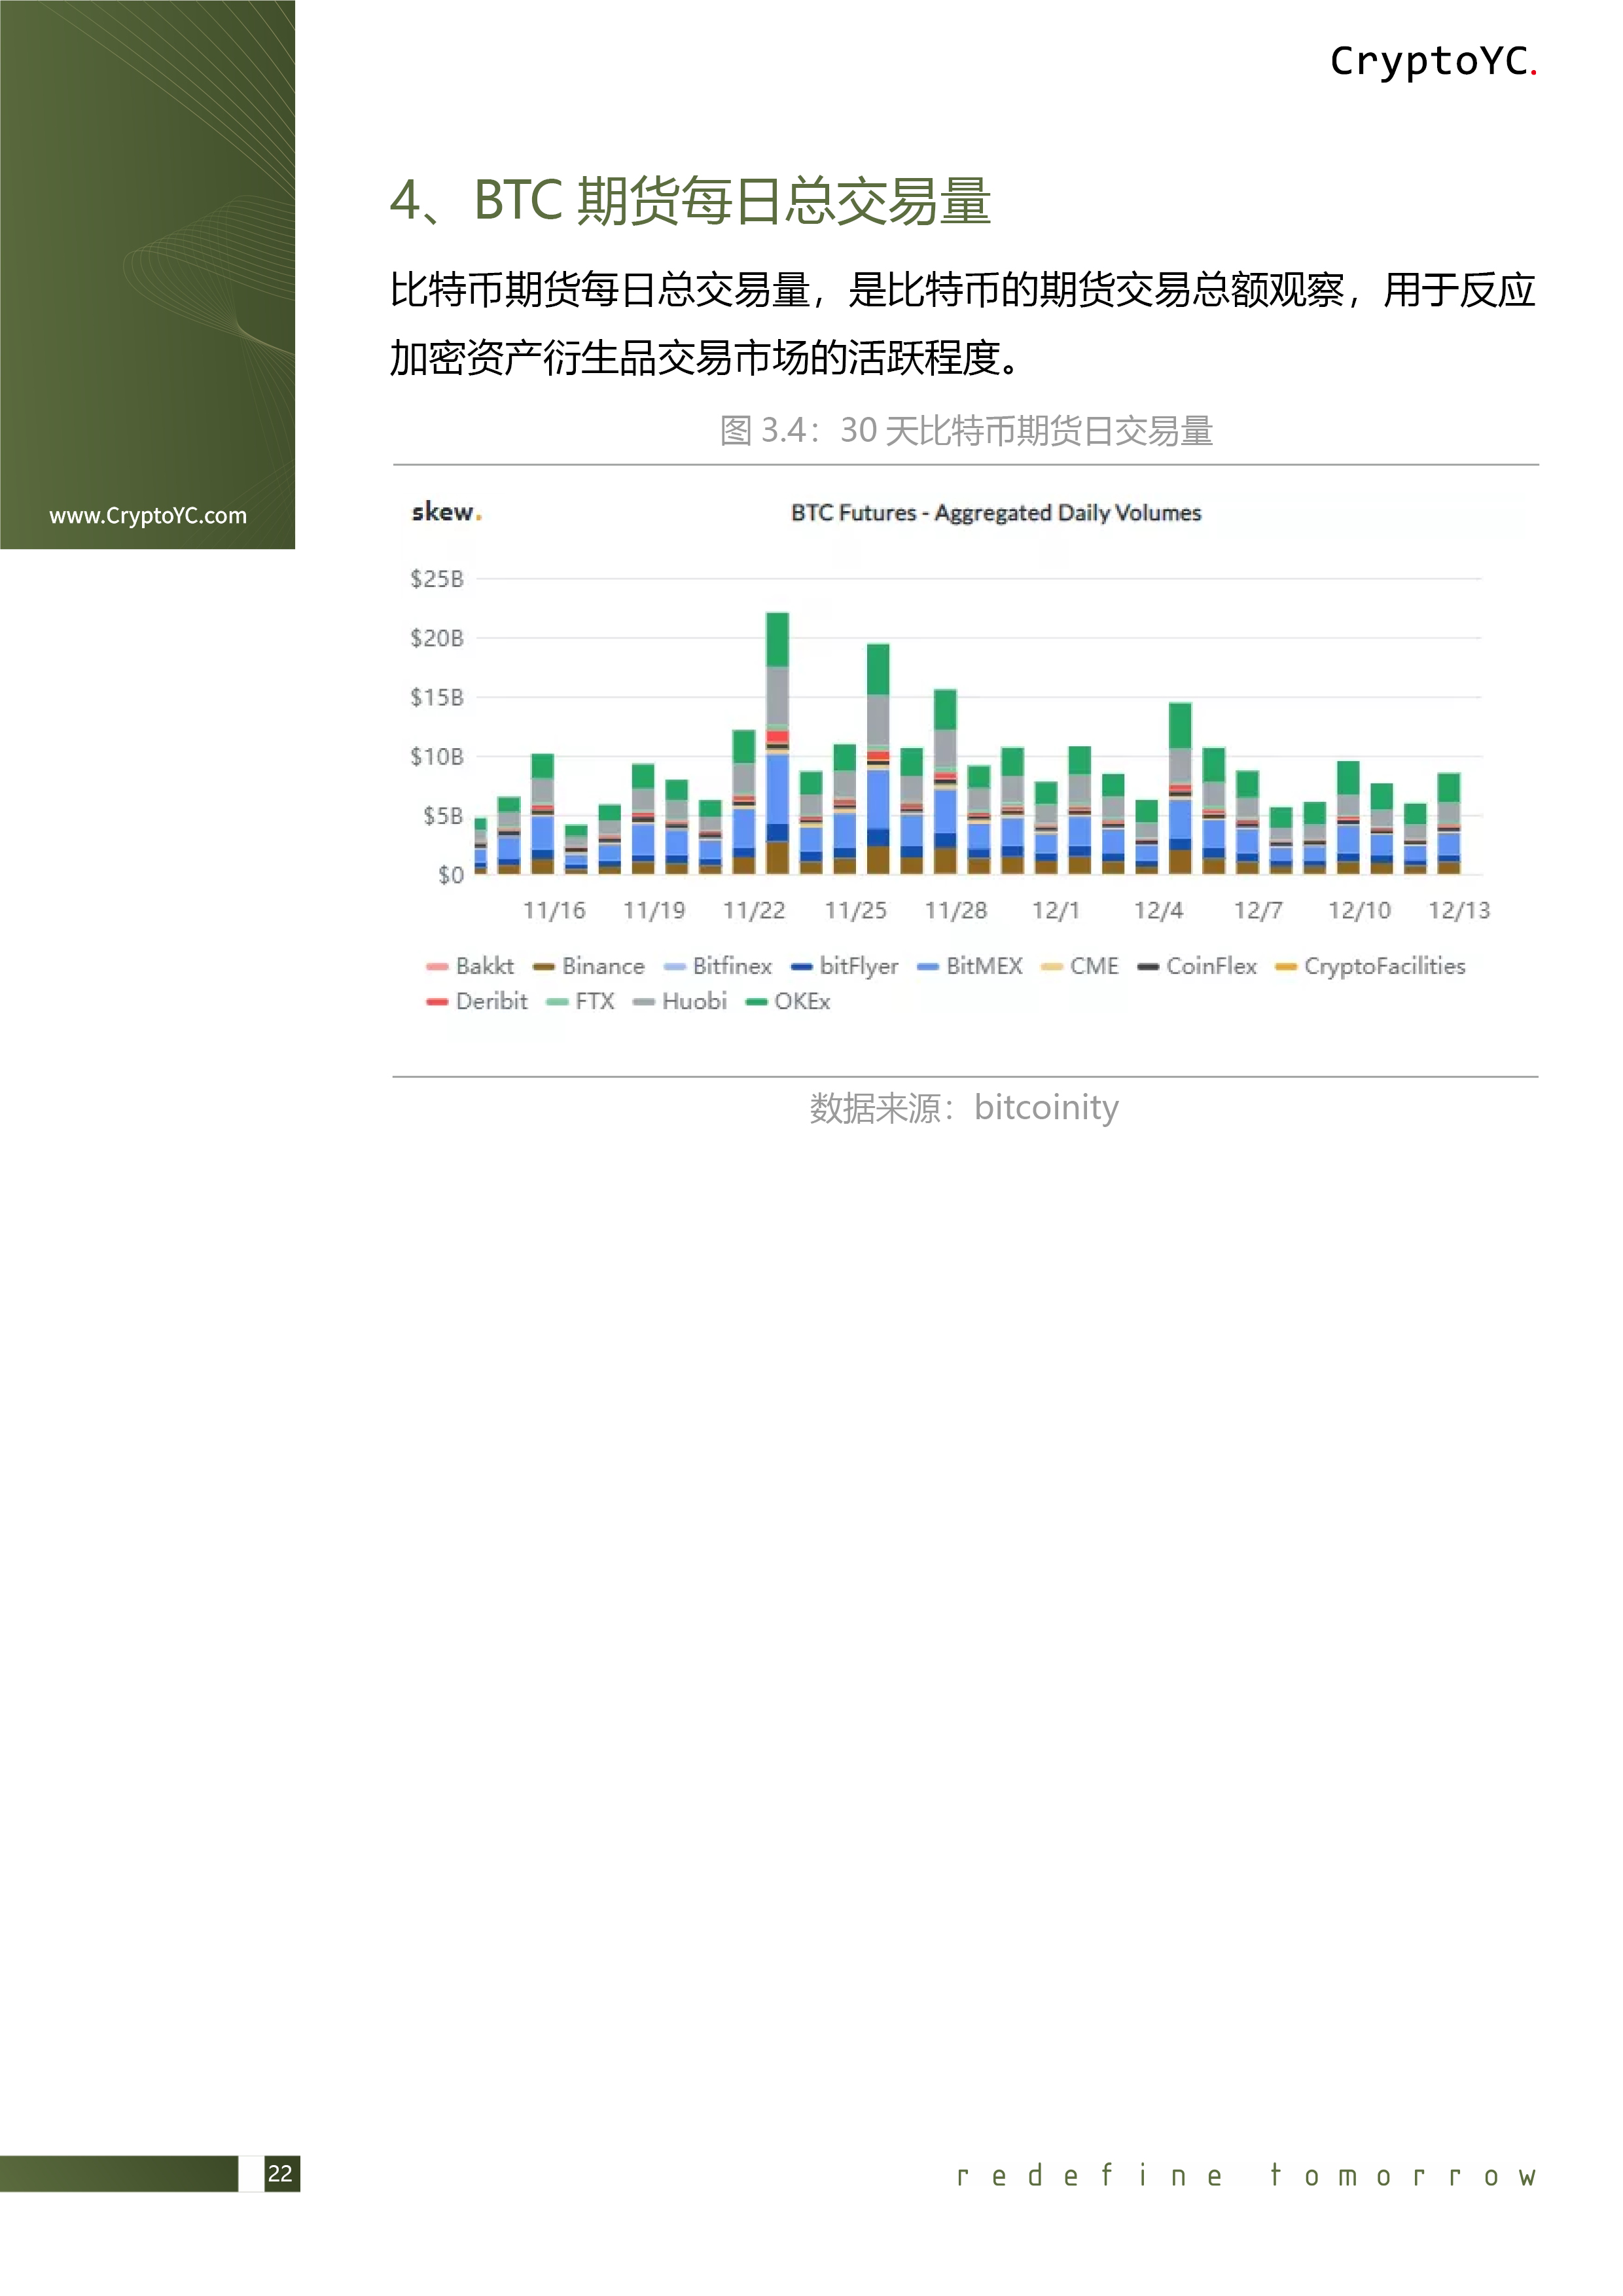 CryptoYC.
www.CryptoYC.com
4、BTC 期货每日总交易量
比特币期货每日总交易量，是比特币的期货交易总额观察，用于反应
加密资产衍生品交易市场的活跃程度。
图 3.4：30 天比特币期货日交易量
skew.
BTC Futures - Aggregated Daily Volumes
$25B
$20B
$15B
$10B
$5B
$0
11/16 11/19 11/22 11/25 11/28 12/1 12/4 12/7 12/10 12/13
Bakkt Binance Bitfinex bitFlyer BitMEX CME CoinFlex CryptoFacilities
Deribit FTX Huobi OKEx
数据来源：bitcoinity
22
redefine tomorrow